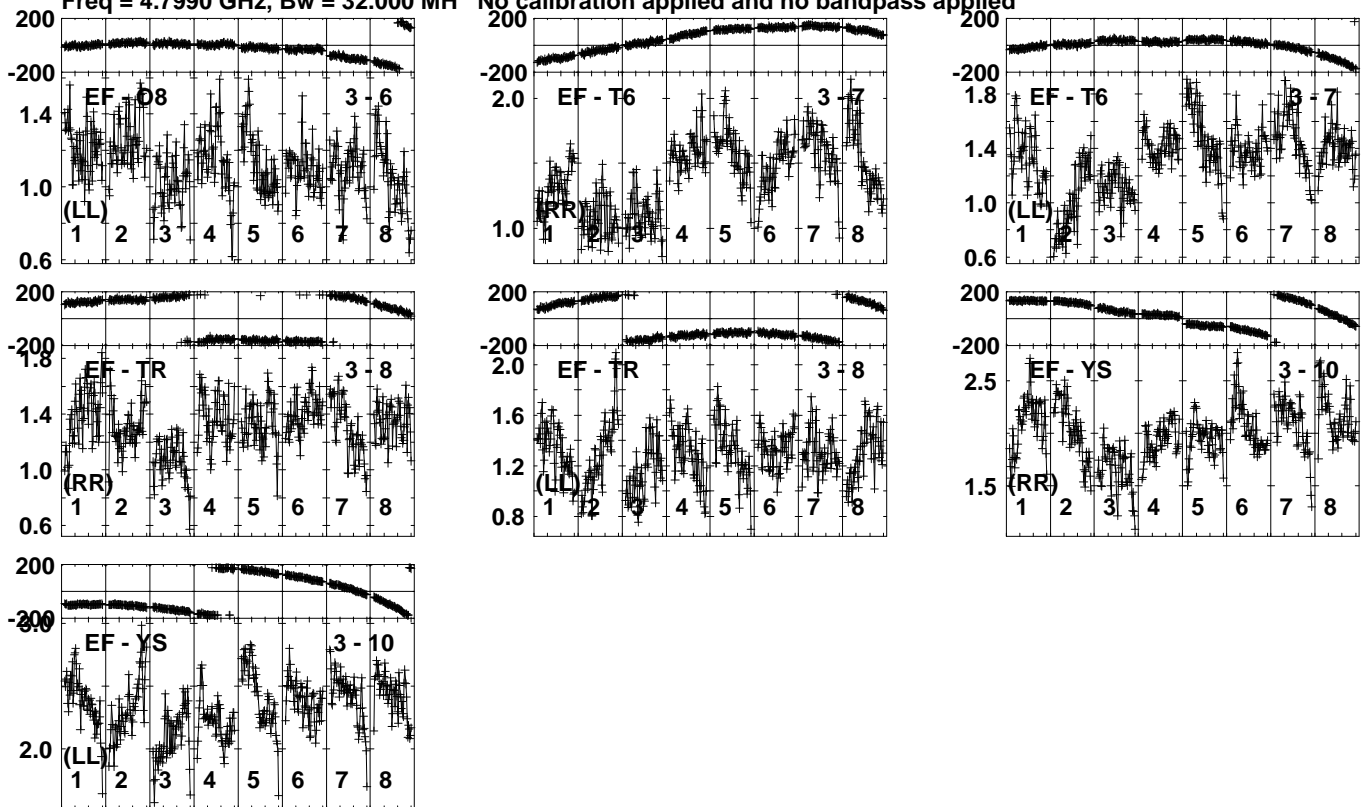 Freq = 4.7990 GHz, Bw = 32.000 MH No calibration applied and no bandpass applied
200
-200
EF - O8 3 - 6
1.4
1.0
0.6
(LL)
1 2 3 4 5 6 7 8
200
-200
EF - T6 3 - 7
2.0
1.0
(RR)
1 2 3 4 5 6 7 8
200
-200
EF - T6 3 - 7
1.8
1.4
1.0
0.6
(LL)
1 2 3 4 5 6 7 8
200
-200
EF - TR 3 - 8
1.8
1.4
1.0
0.6
(RR)
1 2 3 4 5 6 7 8
200
-200
EF - TR 3 - 8
2.0
1.6
1.2
0.8
(LL)
1 2 3 4 5 6 7 8
200
-200
EF - YS 3 - 10
2.5
1.5
(RR)
1 2 3 4 5 6 7 8
200
-200
3.0
EF - YS 3 - 10
2.0
(LL)
1 2 3 4 5 6 7 8